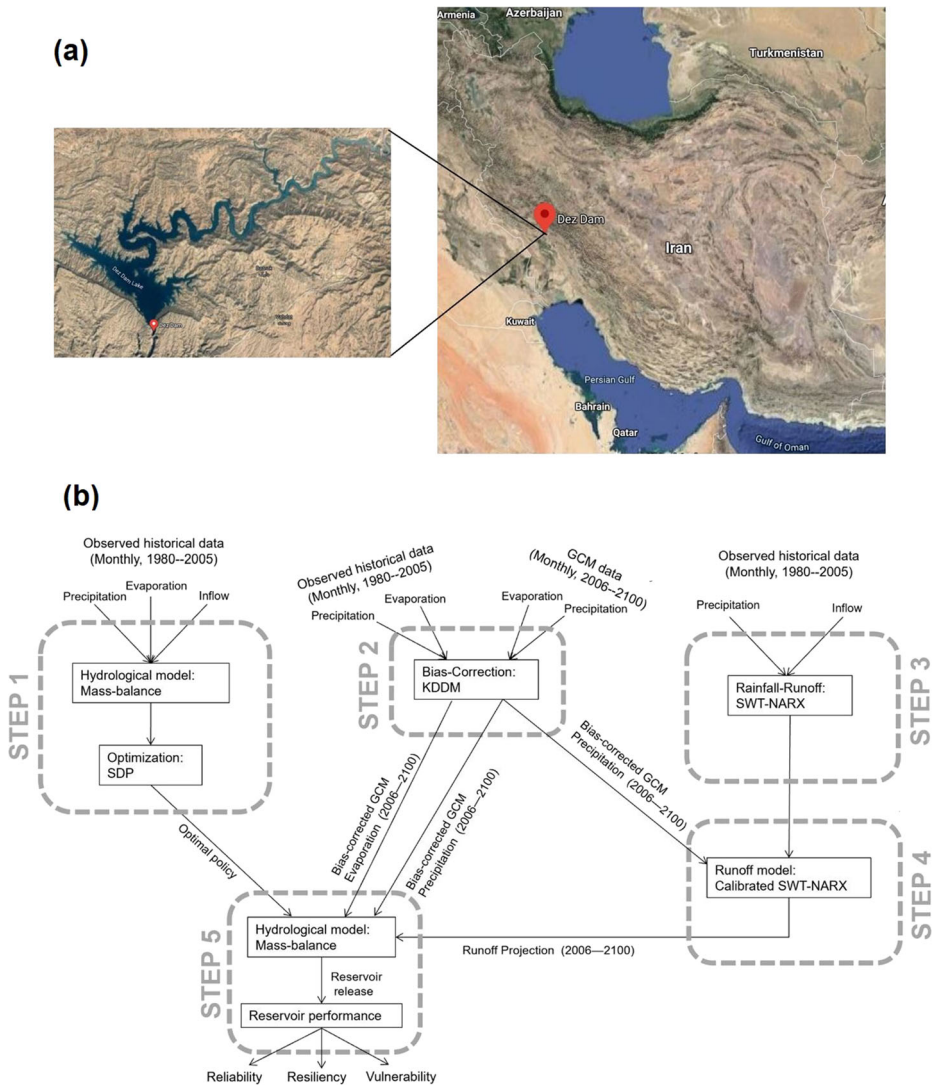 (a)
Armenia
Azerbaijan
Turkmenistan
Dez Dam
Iran
Kuwait
Persian Gulf
Bahrain
Qatar
Gulf of Oman
Dez Dam Lake
Dez Dam
(b)
Observed historical data
(Monthly, 1980--2005)
Precipitation
Evaporation
Inflow
STEP 1
Hydrological model:
Mass-balance
Optimization:
SDP
Optimal policy
Observed historical data
(Monthly, 1980--2005)
Precipitation
Evaporation
GCM data
(Monthly, 2006--2100)
Evaporation
Precipitation
STEP 2
Bias-Correction:
KDDM
Bias-corrected GCM
Evaporation (2006—2100)
Bias-corrected GCM
Precipitation (2006—2100)
Bias-corrected GCM
Precipitation (2006—2100)
Observed historical data
(Monthly, 1980--2005)
Precipitation
Inflow
STEP 3
Rainfall-Runoff:
SWT-NARX
STEP 4
Runoff model:
Calibrated SWT-NARX
Runoff Projection (2006—2100)
STEP 5
Hydrological model:
Mass-balance
Reservoir
release
Reservoir performance
Reliability
Resiliency
Vulnerability